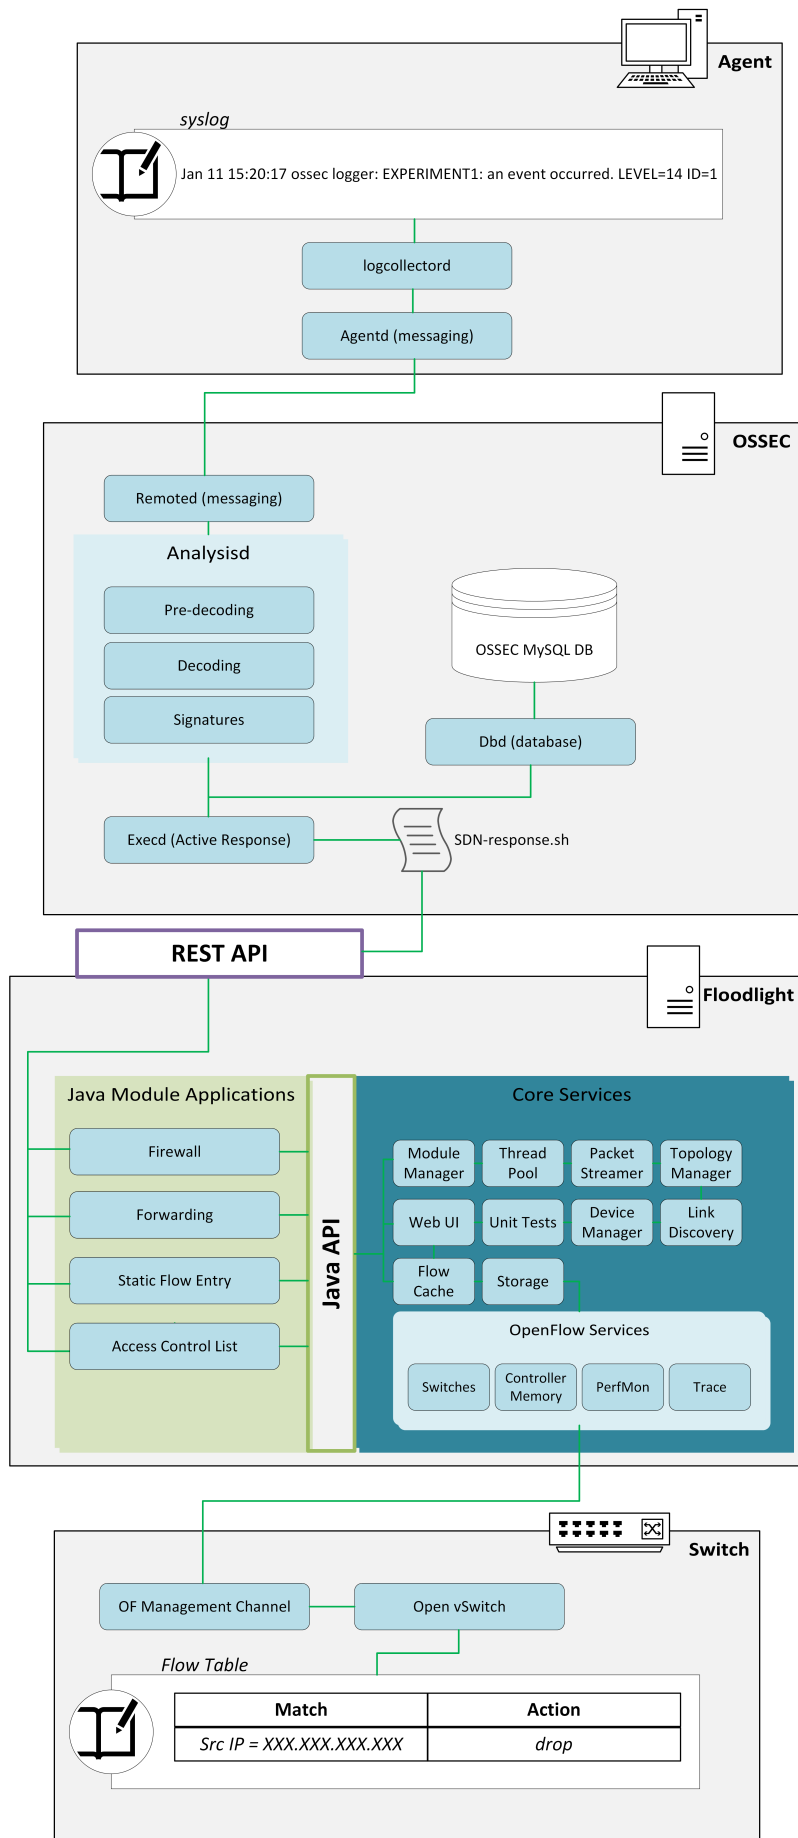 Agent
syslog
Jan 11 15:20:17 ossec logger: EXPERIMENT1: an event occurred. LEVEL=14 ID=1
logcollectord
Agentd (messaging)
OSSEC
Remoted (messaging)
Analysisd
Pre-decoding
Decoding
Signatures
OSSEC MySQL DB
Dbd (database)
Execd (Active Response)
SDN-response.sh
REST API
Floodlight
Java Module Applications
Firewall
Forwarding
Static Flow Entry
Access Control List
Java API
Core Services
Module
Manager
Thread
Pool
Packet
Streamer
Topology
Manager
Web UI
Unit Tests
Device
Manager
Link
Discovery
Flow
Cache
Storage
OpenFlow Services
Switches
Controller
Memory
PerfMon
Trace
Switch
OF Management Channel
Open vSwitch
Flow Table
Match
Action
Src IP = XXX.XXX.XXX.XXX
drop